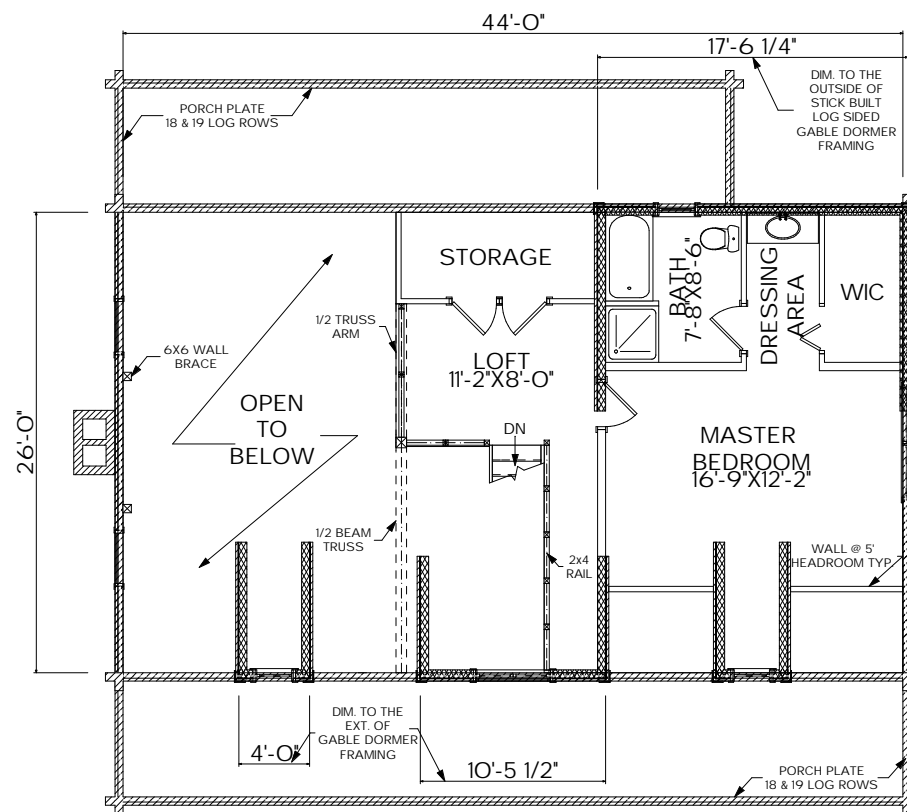 44'-0"
17'-6 1/4"
DIM. TO THE
OUTSIDE OF
STICK BUILT
LOG SIDED
GABLE DORMER
FRAMING
PORCH PLATE
18 & 19 LOG ROWS
STORAGE
BATH
7'-8"X8'-6"
DRESSING
AREA
WIC
1/2 TRUSS
ARM
6X6 WALL
BRACE
LOFT
11'-2"X8'-0"
OPEN
TO
BELOW
26'-0"
DN
MASTER
BEDROOM
16'-9"X12'-2"
1/2 BEAM
TRUSS
2x4
RAIL
WALL @ 5'
HEADROOM TYP.
DIM. TO THE
EXT. OF
GABLE DORMER
FRAMING
4'-0"
10'-5 1/2"
PORCH PLATE
18 & 19 LOG ROWS